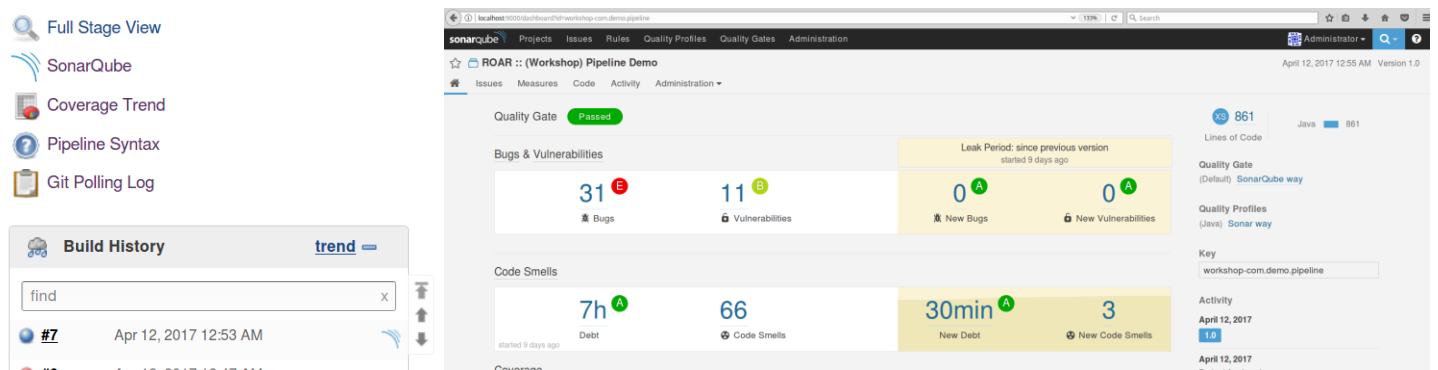 Full Stage View
SonarQube
Coverage Trend
Pipeline Syntax
Git Polling Log
Build History
trend
find
x
#7 Apr 12, 2017 12:53 AM
localhost:9000/dashboard?id=workshop-com.demo.pipeline
133%
Search
sonarqube Projects Issues Rules Quality Profiles Quality Gates Administration
Administrator
ROAR :: (Workshop) Pipeline Demo
April 12, 2017 12:55 AM Version 1.0
Issues Measures Code Activity Administration
Quality Gate Passed
Bugs & Vulnerabilities
Leak Period: since previous version
started 9 days ago
31 E
Bugs
11 B
Vulnerabilities
0 A
New Bugs
0 A
New Vulnerabilities
Code Smells
7h A
Debt
started 9 days ago
66
Code Smells
30min A
New Debt
3
New Code Smells
Coverage
XS 861
Lines of Code
Java 861
Quality Gate
(Default) SonarQube way
Quality Profiles
(Java) Sonar way
Key
workshop-com.demo.pipeline
Activity
April 12, 2017
1.0
April 12, 2017